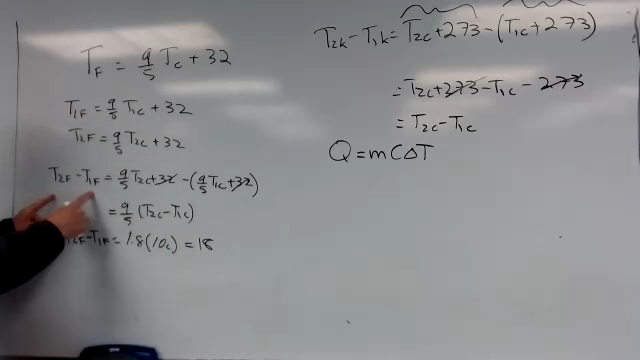 T_F = 9/5 T_C + 32
T_1F = 9/5 T_1C + 32
T_2F = 9/5 T_2C + 32
T_2F - T_1F = 9/5 T_2C + 32 - (9/5 T_1C + 32)
= 9/5 (T_2C - T_1C)
T_2F - T_1F = 1.8(10c) = 18
T_2K - T_1K = T_2C + 273 - (T_1C + 273)
= T_2C + 273 - T_1C - 273
= T_2C - T_1C
Q = mCΔT